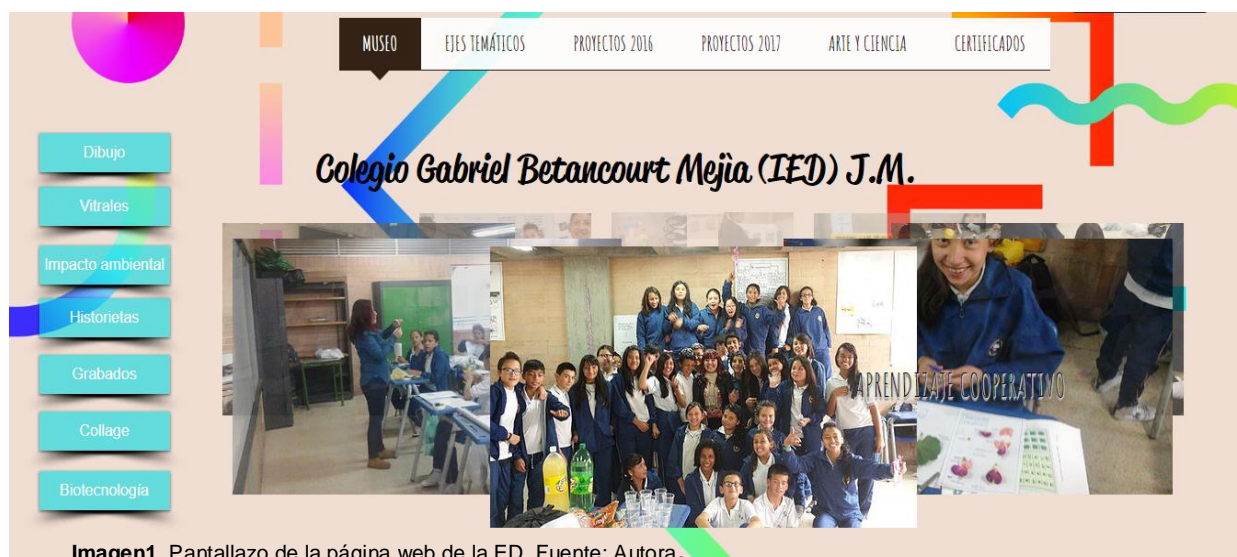 MUSEO
EJES TEMÁTICOS
PROYECTOS 2016
PROYECTOS 2017
ARTE Y CIENCIA
CERTIFICADOS
Colegio Gabriel Betancourt Mejìa (IED) J.M.
Dibujo
Vitrales
Impacto ambiental
Historietas
Grabados
Collage
Biotecnología
APRENDIZAJE COOPERATIVO
Imagen1. Pantallazo de la página web de la ED. Fuente: Autora.